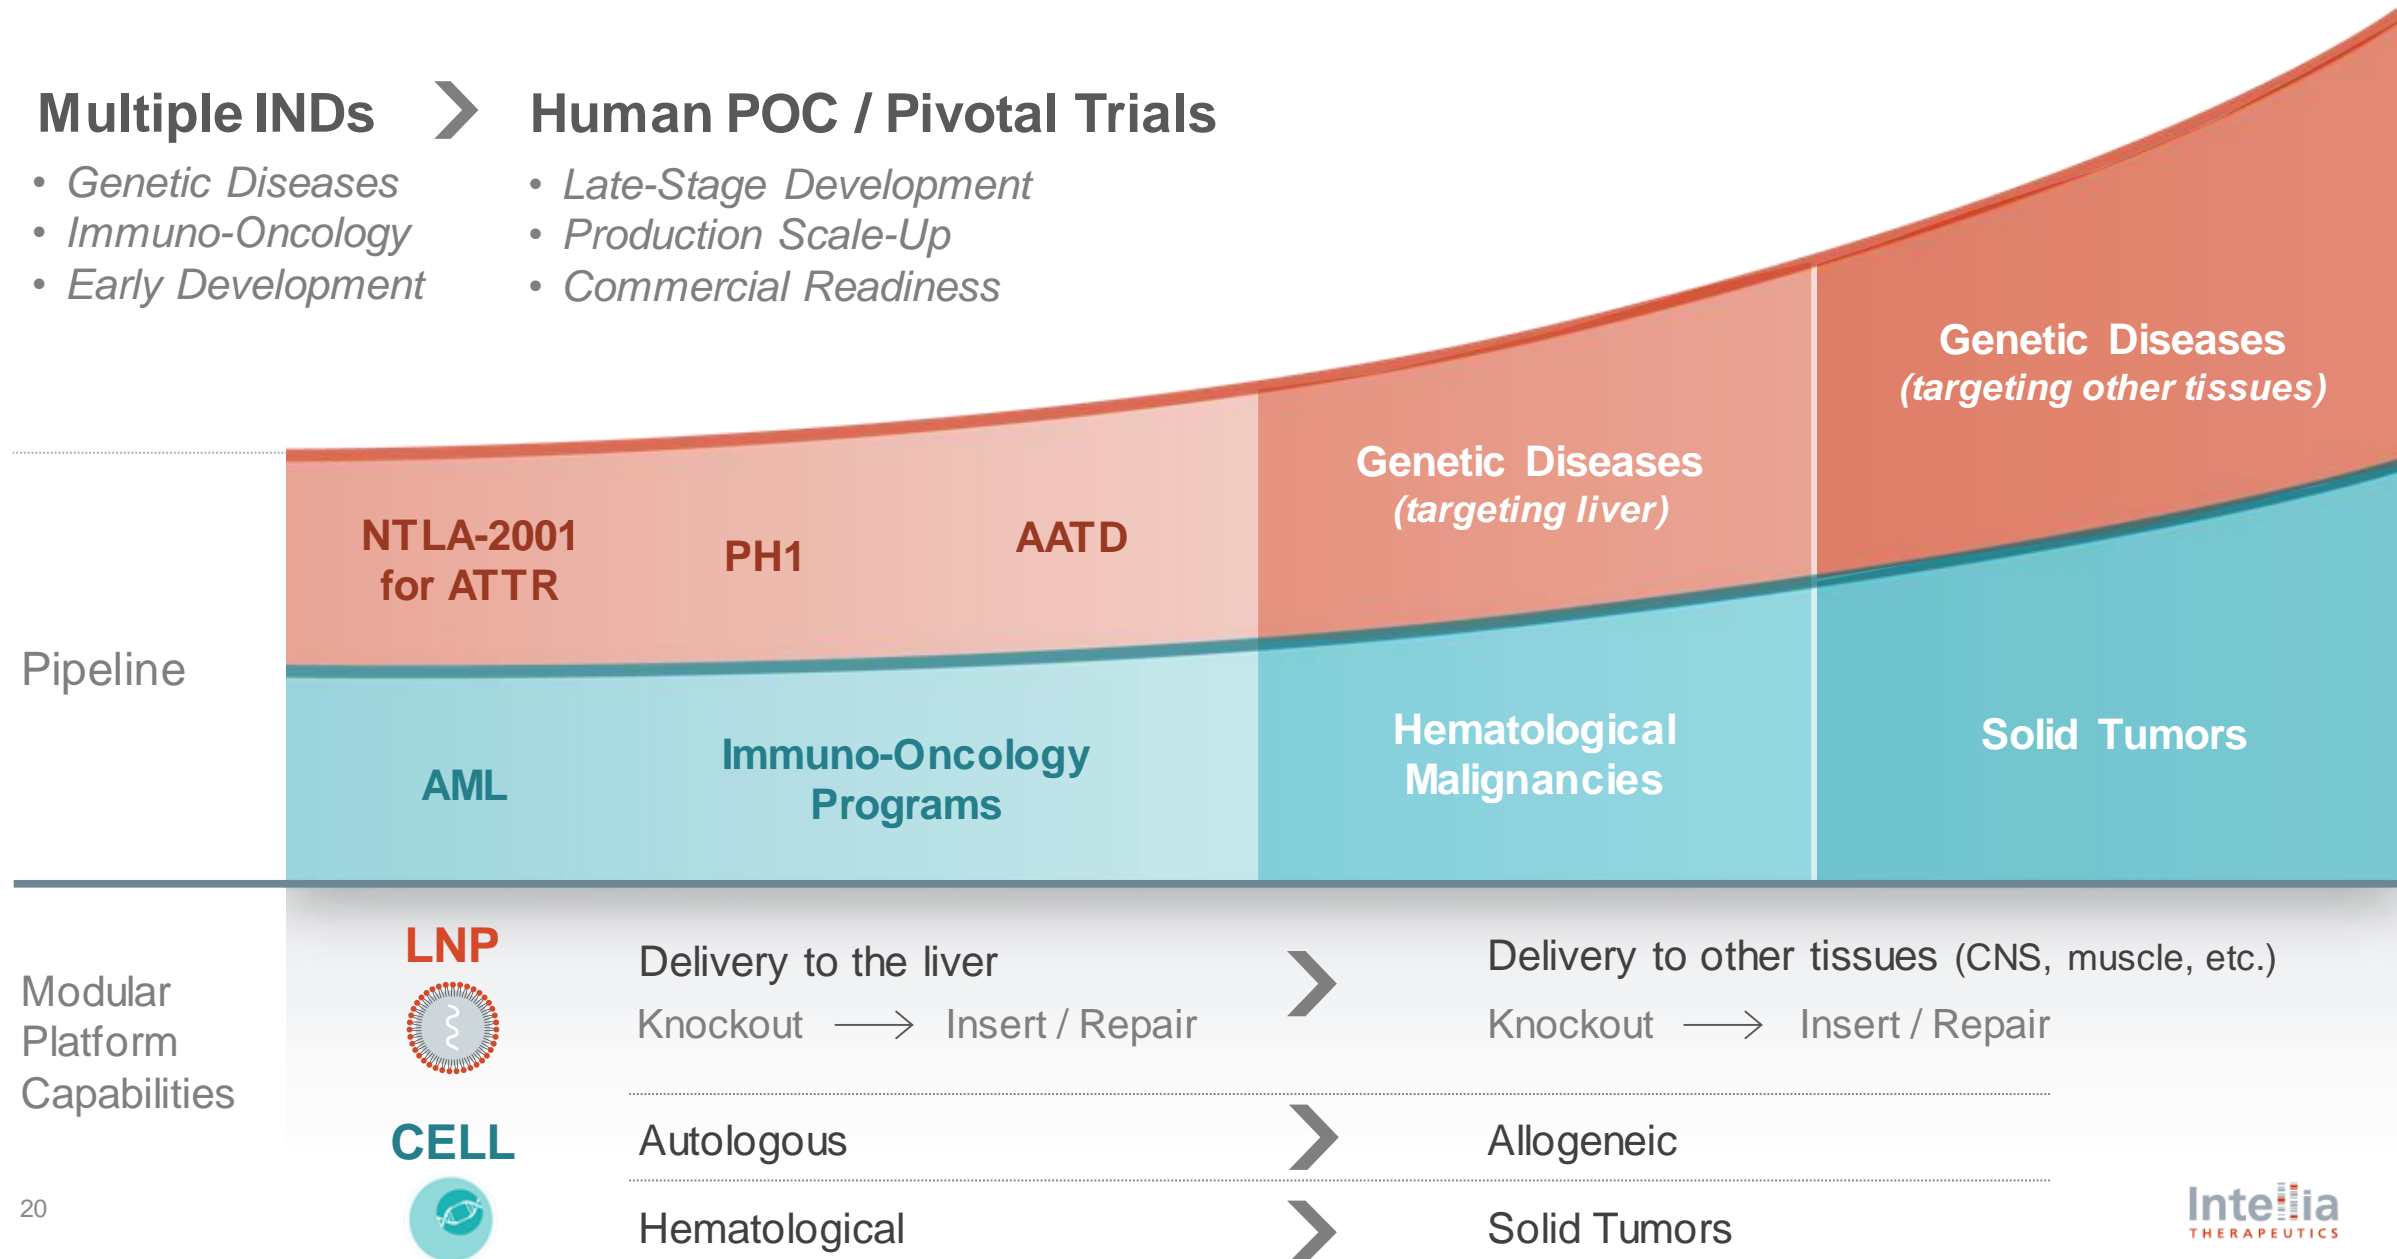 Multiple INDs
• Genetic Diseases
• Immuno-Oncology
• Early Development
Human POC / Pivotal Trials
• Late-Stage Development
• Production Scale-Up
• Commercial Readiness
Pipeline
NTLA-2001
for ATTR
PH1
AATD
Genetic Diseases
(targeting liver)
Genetic Diseases
(targeting other tissues)
AML
Immuno-Oncology
Programs
Hematological
Malignancies
Solid Tumors
Modular
Platform
Capabilities
LNP
Delivery to the liver
Knockout → Insert / Repair
Delivery to other tissues (CNS, muscle, etc.)
Knockout → Insert / Repair
CELL
Autologous
Allogeneic
Hematological
Solid Tumors
20
Intellia
THERAPEUTICS